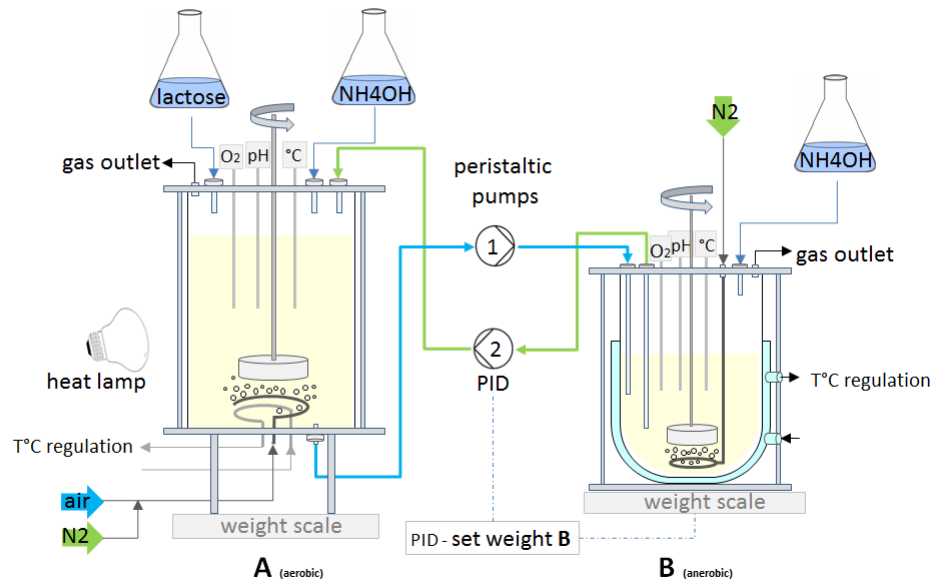 lactose
NH4OH
N2
NH4OH
gas outlet
O2
pH
°C
peristaltic
pumps
1
O2
pH
°C
gas outlet
2
PID
heat lamp
T°C regulation
T°C regulation
air
N2
weight scale
weight scale
PID - set weight B
A (aerobic)
B (anerobic)